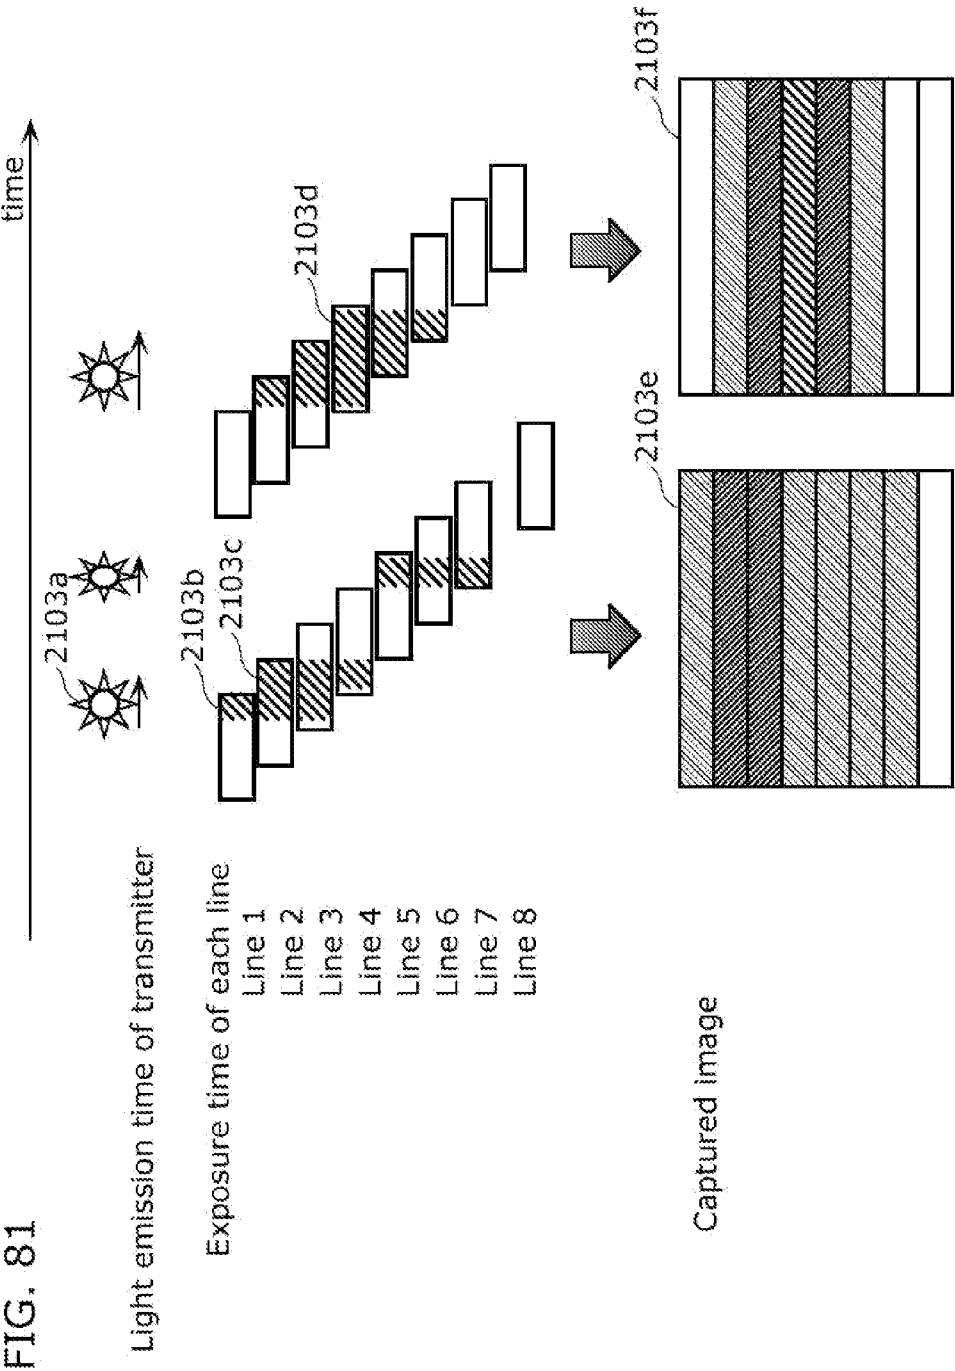 FIG. 81
time
Light emission time of transmitter
2103a
Exposure time of each line
2103b
2103c
2103d
Line 1
Line 2
Line 3
Line 4
Line 5
Line 6
Line 7
Line 8
Captured image
2103e
2103f